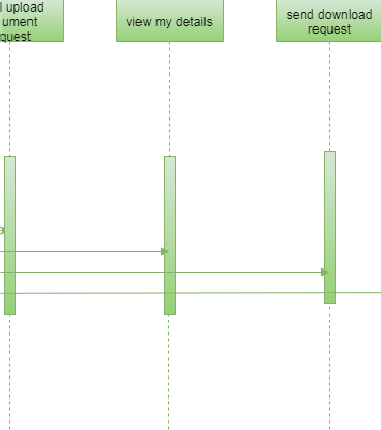 l upload
ument
quest
view my details
send download
request